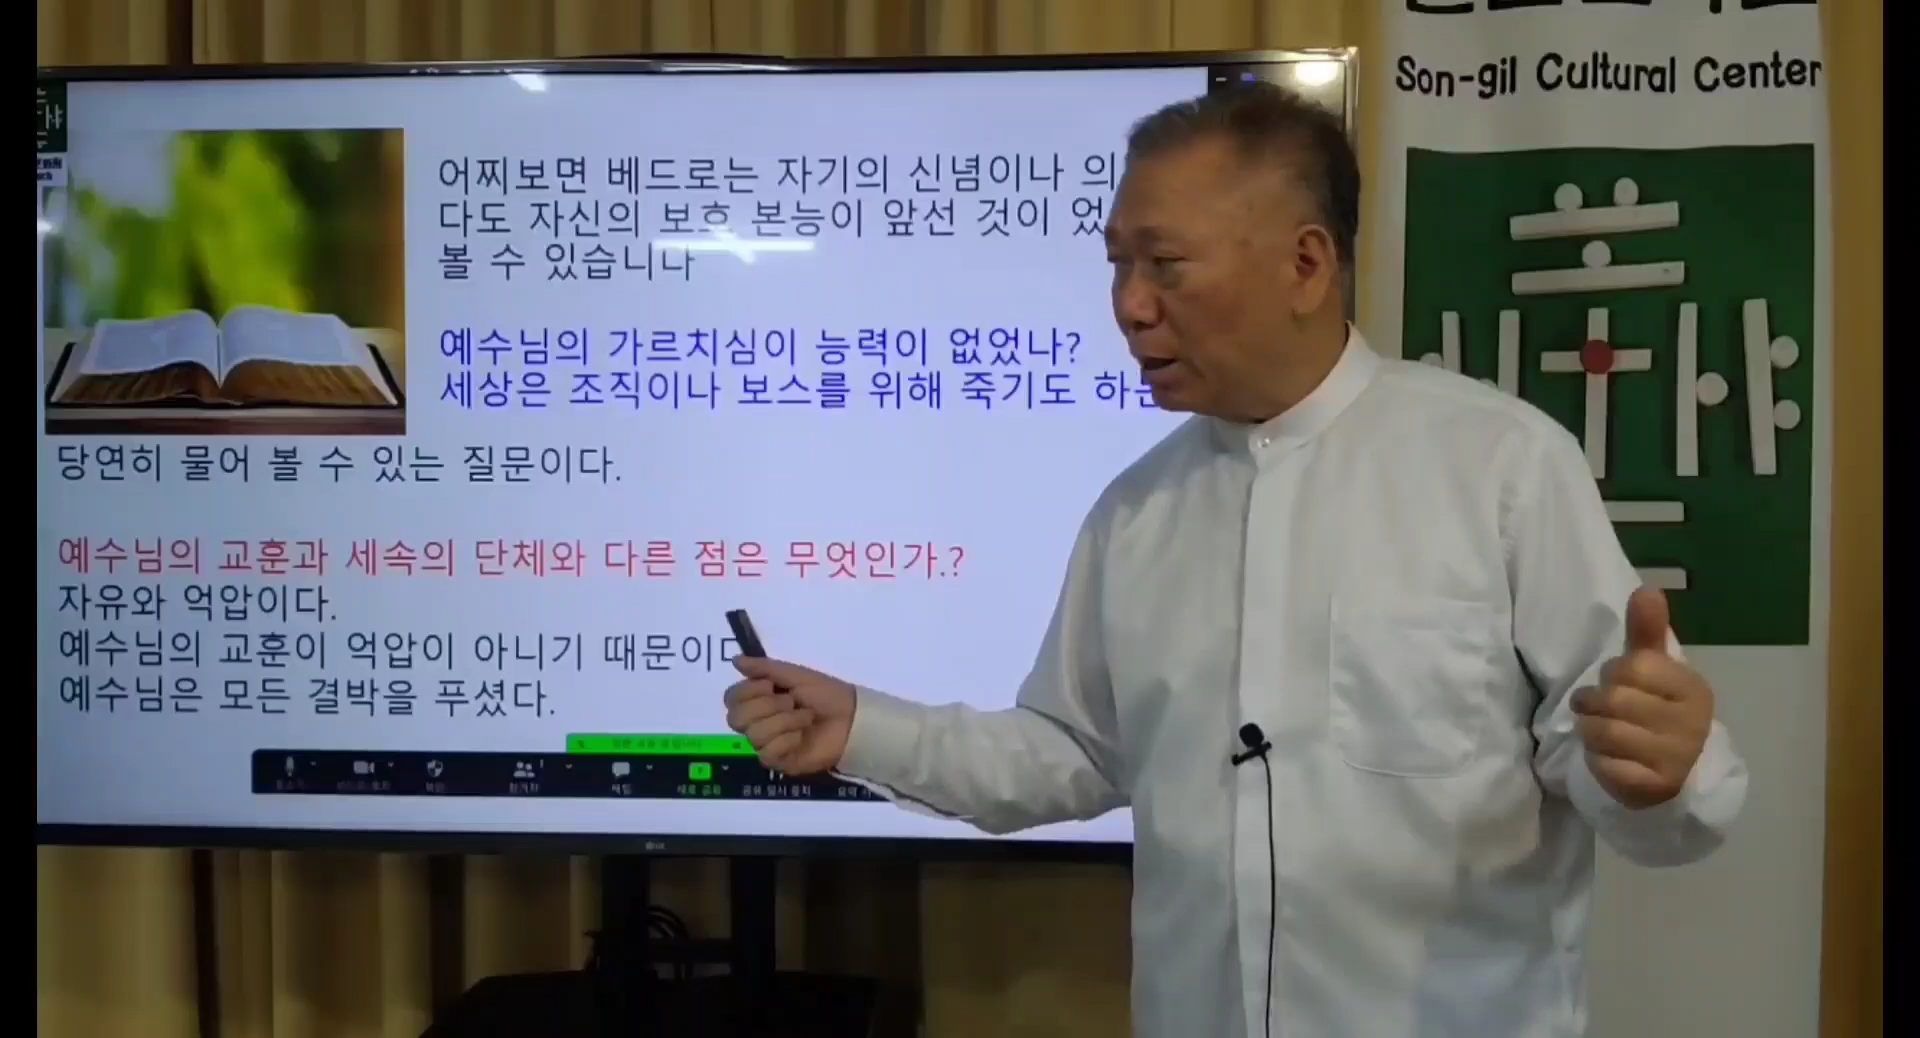 Son-gil Cultural Center
어찌보면 베드로는 자기의 신념이나
다도 자신의 보호 본능이 앞선 것이
볼 수 있습니다
예수님의 가르치심이 능력이 없었나?
세상은 조직이나 보스를 위해 죽기도 하는
당연히 물어 볼 수 있는 질문이다.
예수님의 교훈과 세속의 단체와 다른 점은 무엇인가.?
자유와 억압이다.
예수님의 교훈이 억압이 아니기 때문이다
예수님은 모든 결박을 푸셨다.
채팅 새로 공유